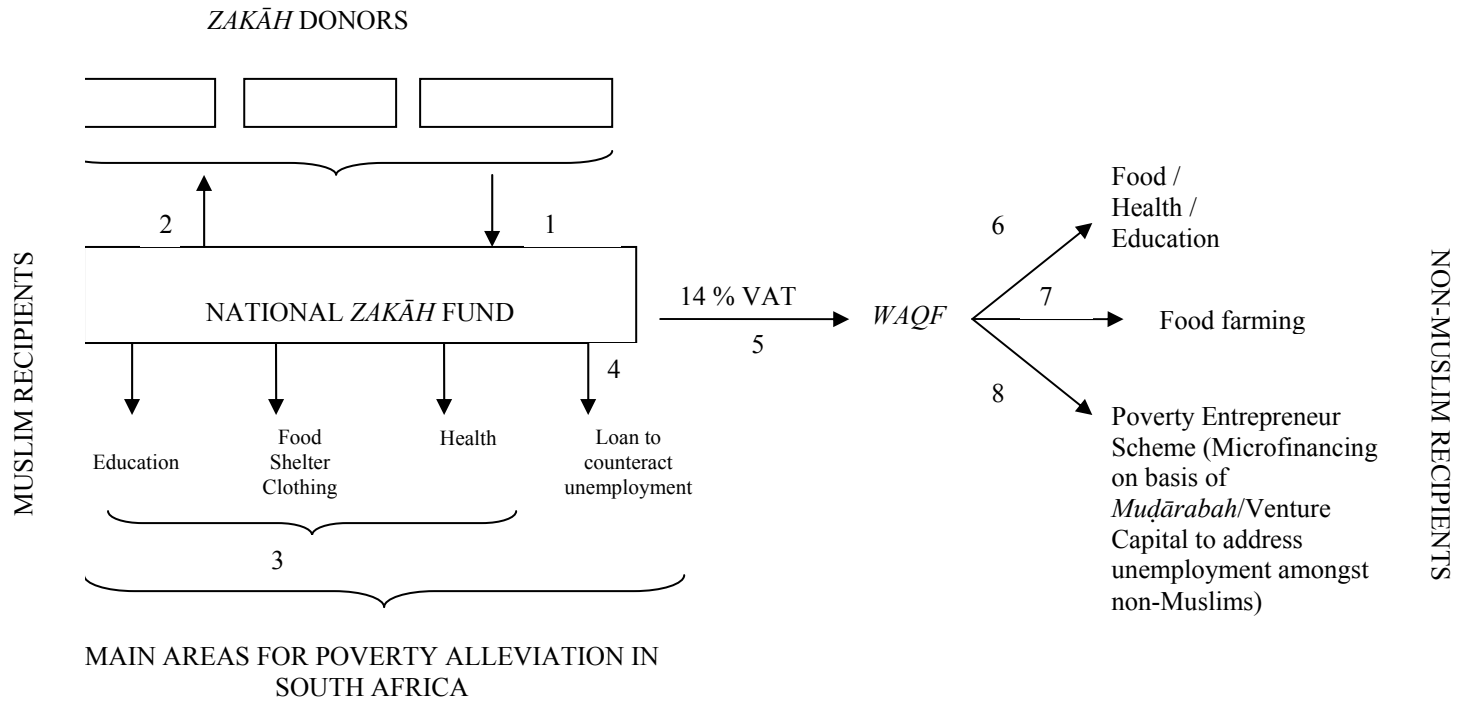 ZAKĀH DONORS
2
1
MUSLIM RECIPIENTS
NATIONAL ZAKĀH FUND
14 % VAT
5
WAQF
6
7
8
Food /
Health /
Education
Food farming
Poverty Entrepreneur
Scheme (Microfinancing
on basis of
Muḍārabah/Venture
Capital to address
unemployment amongst
non-Muslims)
NON-MUSLIM RECIPIENTS
4
Education
Food
Shelter
Clothing
Health
Loan to
counteract
unemployment
3
MAIN AREAS FOR POVERTY ALLEVIATION IN
SOUTH AFRICA